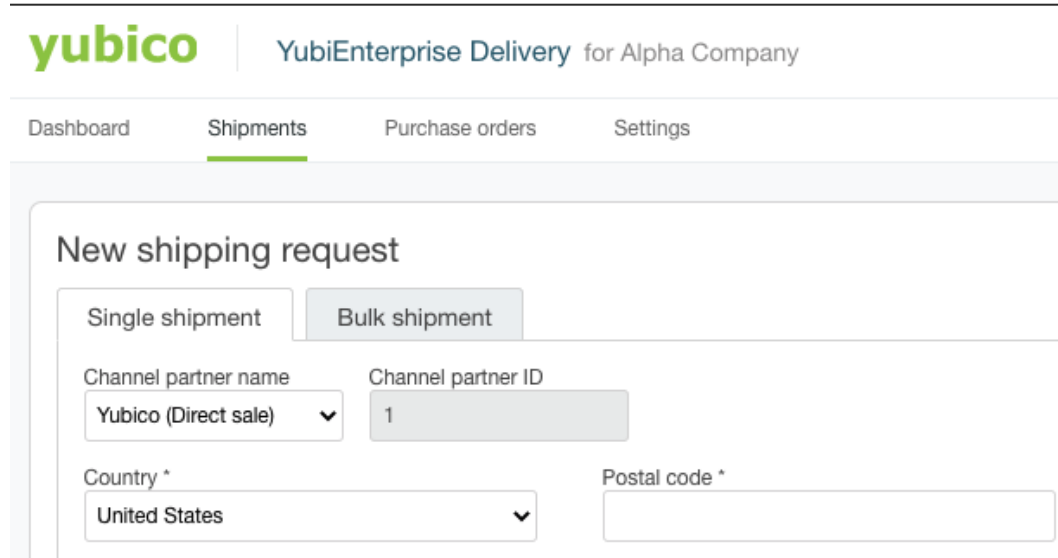 yubico YubiEnterprise Delivery for Alpha Company
Dashboard Shipments Purchase orders Settings
New shipping request
Single shipment Bulk shipment
Channel partner name Channel partner ID
Yubico (Direct sale) 1
Country * Postal code *
United States